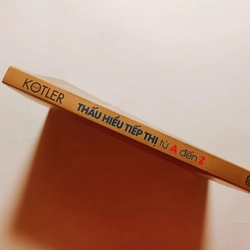 KOTLER
THẤU HIỂU TIẾP THỊ từ A đến Z